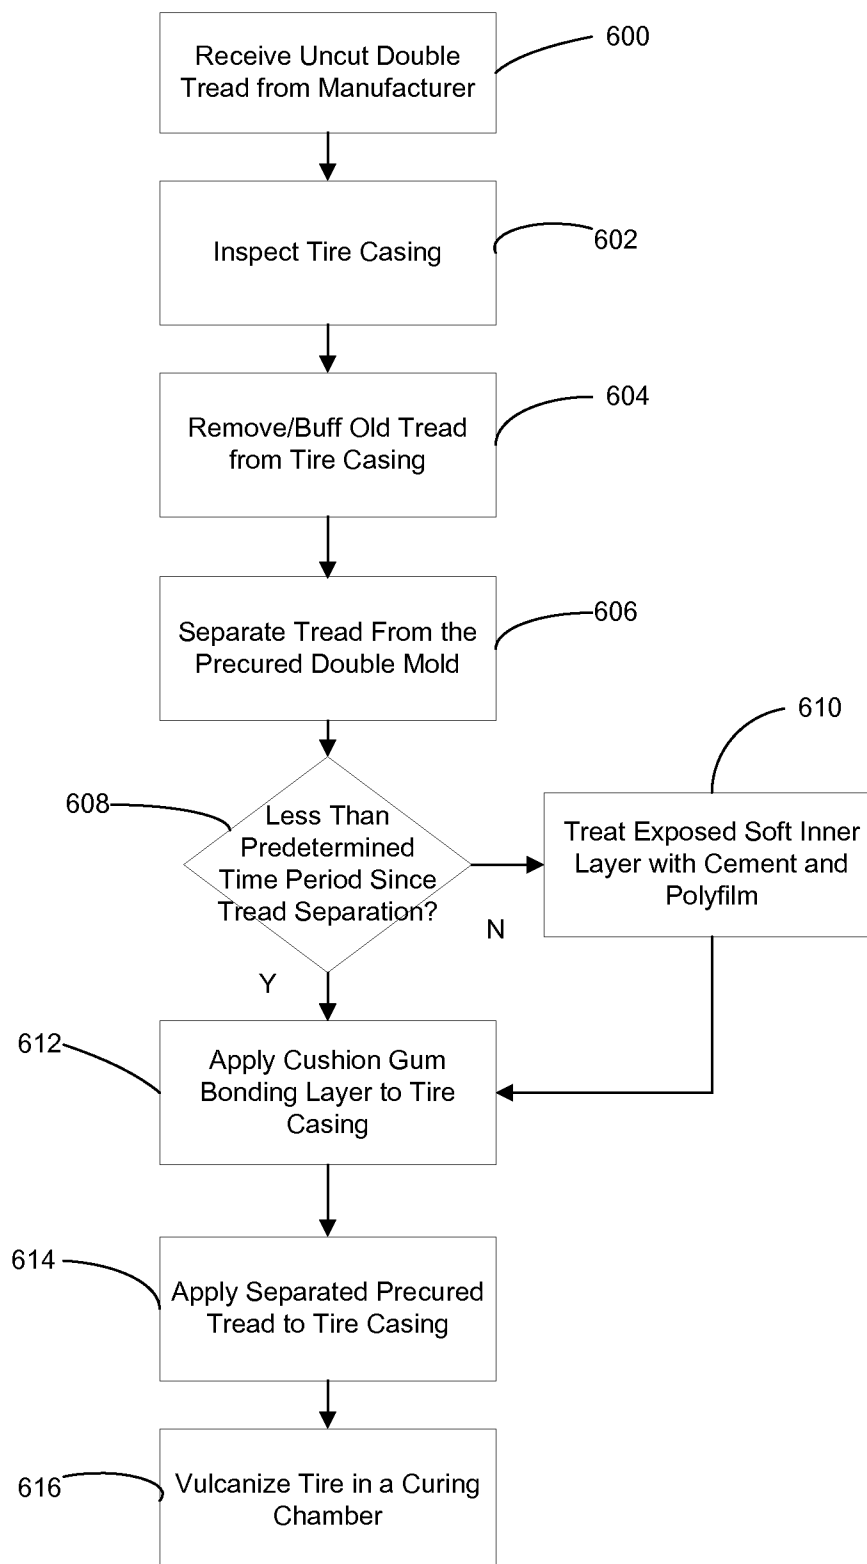 Receive Uncut Double
Tread from Manufacturer
600
Inspect Tire Casing
602
Remove/Buff Old Tread
from Tire Casing
604
Separate Tread From the
Precured Double Mold
606
608
Less Than
Predetermined
Time Period Since
Tread Separation?
610
Treat Exposed Soft Inner
Layer with Cement and
Polyfilm
N
Y
612
Apply Cushion Gum
Bonding Layer to Tire
Casing
614
Apply Separated Precured
Tread to Tire Casing
616
Vulcanize Tire in a Curing
Chamber